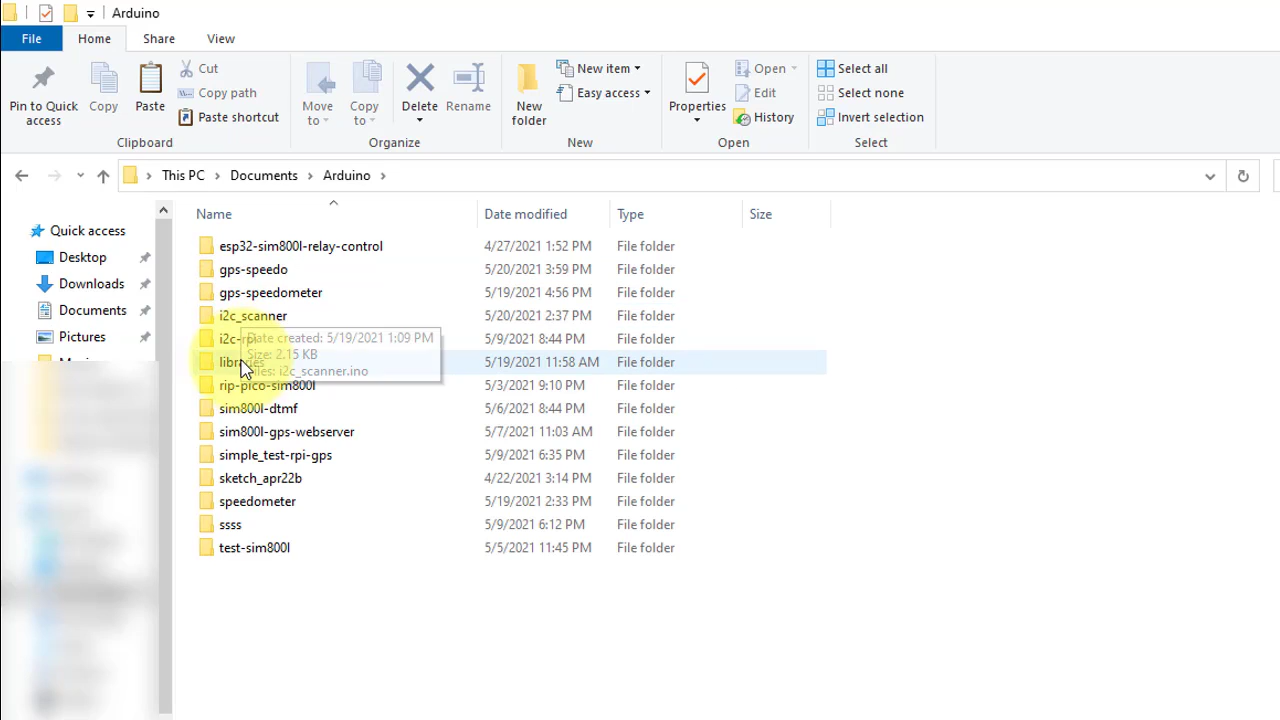 Arduino
File Home Share View
Pin to Quick access
Copy
Paste
Cut
Copy path
Paste shortcut
Clipboard
Move to
Copy to
Delete
Rename
Organize
New folder
New item
Easy access
New
Properties
Open
Edit
History
Open
Select all
Select none
Invert selection
Select
This PC > Documents > Arduino >
Quick access
Desktop
Downloads
Documents
Pictures
Name Date modified Type Size
esp32-sim800l-relay-control 4/27/2021 1:52 PM File folder
gps-speedo 5/20/2021 3:59 PM File folder
gps-speedometer 5/19/2021 4:56 PM File folder
i2c_scanner 5/20/2021 2:37 PM File folder
i2c-rpi 5/9/2021 8:44 PM File folder
libraries 5/19/2021 11:58 AM File folder
rip-pico-sim800l 5/3/2021 9:10 PM File folder
sim800l-dtmf 5/6/2021 8:44 PM File folder
sim800l-gps-webserver 5/7/2021 11:03 AM File folder
simple_test-rpi-gps 5/9/2021 6:35 PM File folder
sketch_apr22b 4/22/2021 3:14 PM File folder
speedometer 5/19/2021 2:33 PM File folder
ssss 5/9/2021 6:12 PM File folder
test-sim800l 5/5/2021 11:45 PM File folder
Date created: 5/19/2021 1:09 PM
Size: 2.15 KB
Files: i2c_scanner.ino